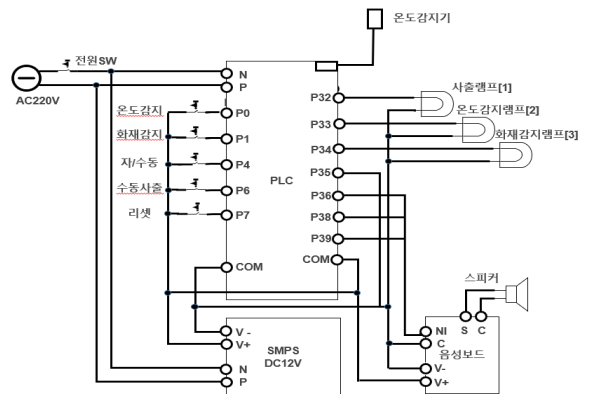 온도감지기
전원SW
AC220V
N
P
온도감지
P0
화재감지
P1
자/수동
P4
수동사출
P6
리셋
P7
PLC
COM
P32
사출램프[1]
P33
온도감지램프[2]
P34
화재감지램프[3]
P35
P36
P38
P39
COM
스피커
V -
V+
SMPS
DC12V
N
P
NI
S
C
C
음성보드
V-
V+